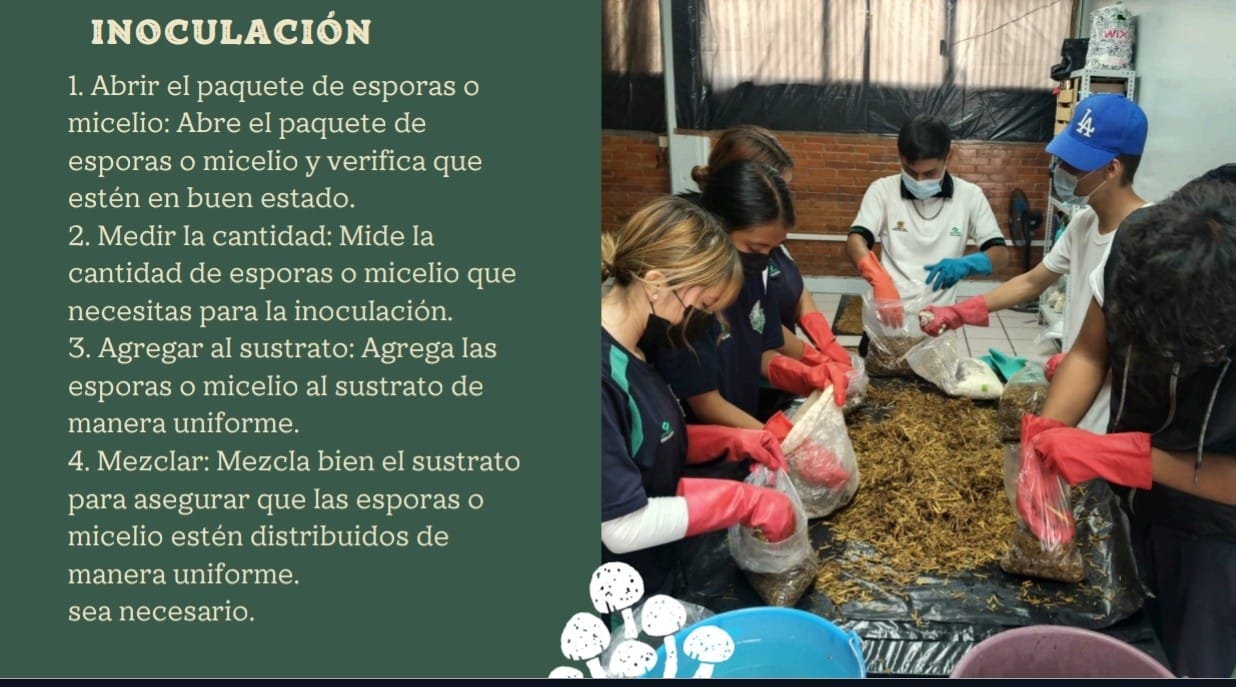 INOCULACIÓN
1. Abrir el paquete de esporas o
micelio: Abre el paquete de
esporas o micelio y verifica que
estén en buen estado.
2. Medir la cantidad: Mide la
cantidad de esporas o micelio que
necesitas para la inoculación.
3. Agregar al sustrato: Agrega las
esporas o micelio al sustrato de
manera uniforme.
4. Mezclar: Mezcla bien el sustrato
para asegurar que las esporas o
micelio estén distribuidos de
manera uniforme.
sea necesario.
WIX
LA